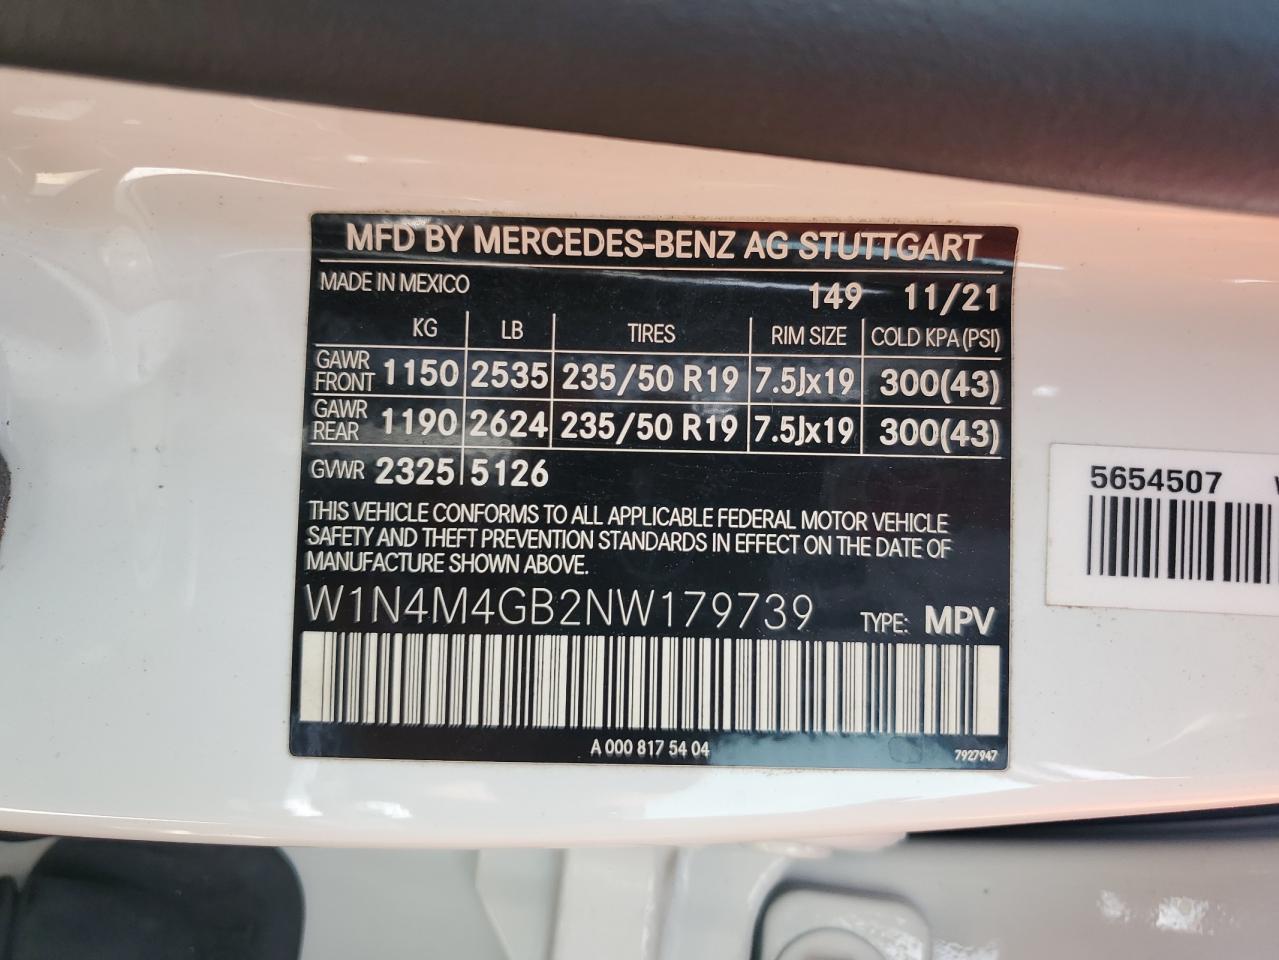 MFD BY MERCEDES-BENZ AG STUTTGART
MADE IN MEXICO 149 11/21
KG LB TIRES RIM SIZE COLD KPA (PSI)
GAWR FRONT 1150 2535 235/50 R19 7.5Jx19 300(43)
GAWR REAR 1190 2624 235/50 R19 7.5Jx19 300(43)
GVWR 2325 5126
THIS VEHICLE CONFORMS TO ALL APPLICABLE FEDERAL MOTOR VEHICLE
SAFETY AND THEFT PREVENTION STANDARDS IN EFFECT ON THE DATE OF
MANUFACTURE SHOWN ABOVE.
W1N4M4GB2NW179739 TYPE: MPV
A 000 817 54 04
7927947
5654507